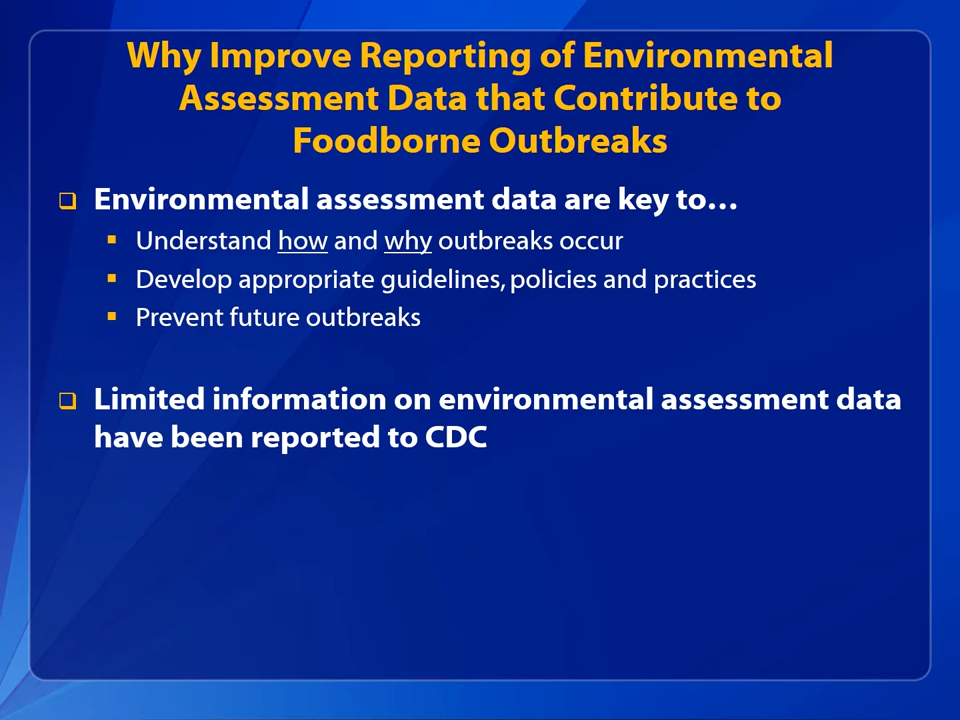 Why Improve Reporting of Environmental
Assessment Data that Contribute to
Foodborne Outbreaks
Environmental assessment data are key to…
Understand how and why outbreaks occur
Develop appropriate guidelines, policies and practices
Prevent future outbreaks
Limited information on environmental assessment data
have been reported to CDC